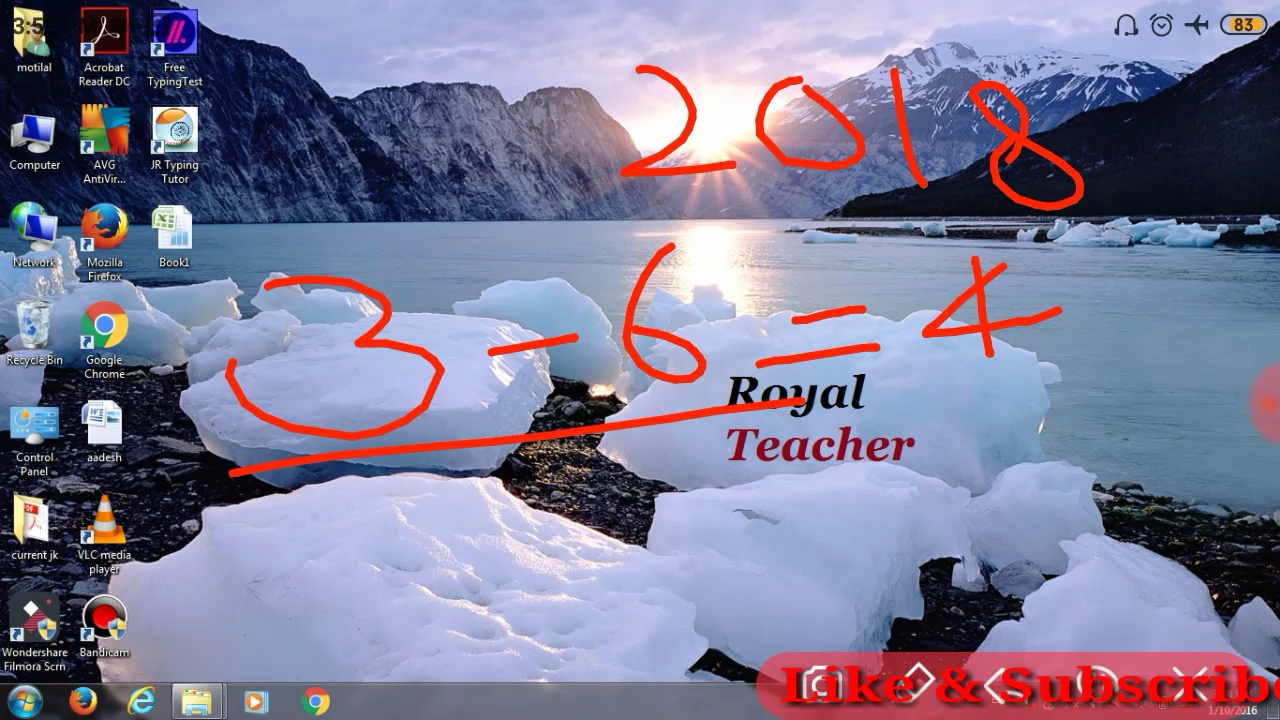 3:5
83
motilal
Acrobat Reader DC
Free TypingTest
Computer
AVG AntiVir...
JR Typing Tutor
Network
Mozilla Firefox
Book1
Recycle Bin
Google Chrome
Control Panel
aadesh
current jk
VLC media player
Wondershare Filmora Scrn
Bandicam
2018
3 - 6 = 4
Royal
Teacher
Like & Subscribe
1/10/2016